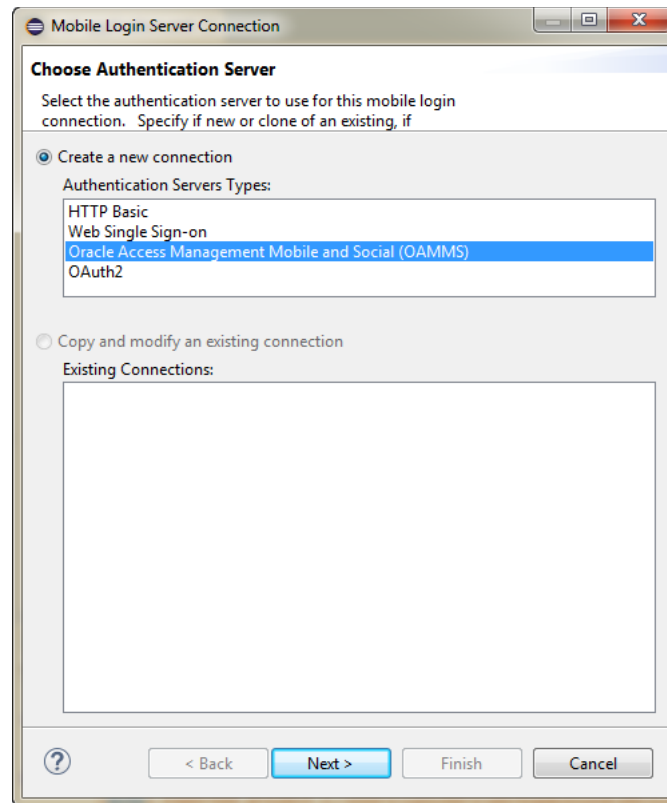 Mobile Login Server Connection
Choose Authentication Server
Select the authentication server to use for this mobile login
connection.   Specify if new or clone of an existing, if
Create a new connection
Authentication Servers Types:
HTTP Basic
Web Single Sign-on
Oracle Access Management Mobile and Social (OAMMS)
OAuth2
Copy and modify an existing connection
Existing Connections:
?
< Back
Next >
Finish
Cancel